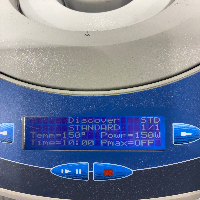 Discover STD
STANDARD 1/1
Temp=150° Powr=150W
Time=10:00 Pmax=OFF